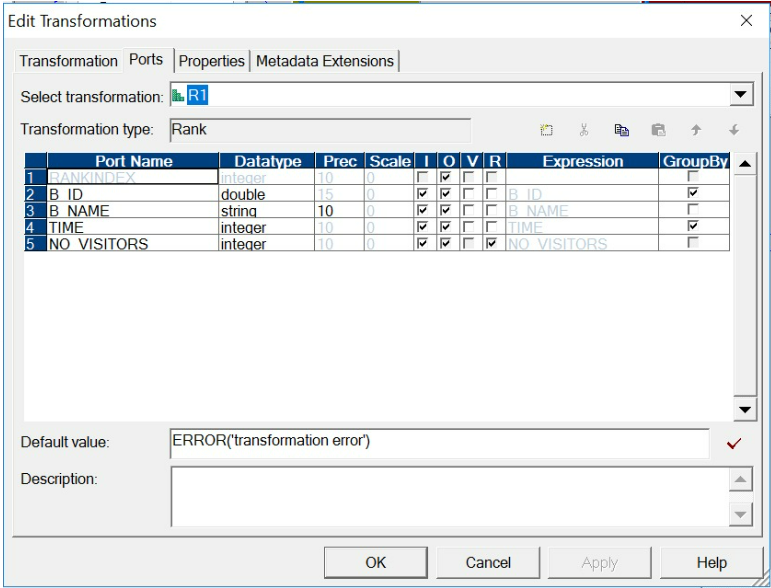 Edit Transformations
Transformation Ports Properties Metadata Extensions
Select transformation: R1
Transformation type: Rank
Port Name Datatype Prec Scale I O V R Expression GroupBy
1 RANKINDEX integer 10 0
2 B_ID double 15 0 B_ID
3 B_NAME string 10 0 B_NAME
4 TIME integer 10 0 TIME
5 NO_VISITORS integer 10 0 NO_VISITORS
Default value: ERROR('transformation error')
Description:
OK Cancel Apply Help